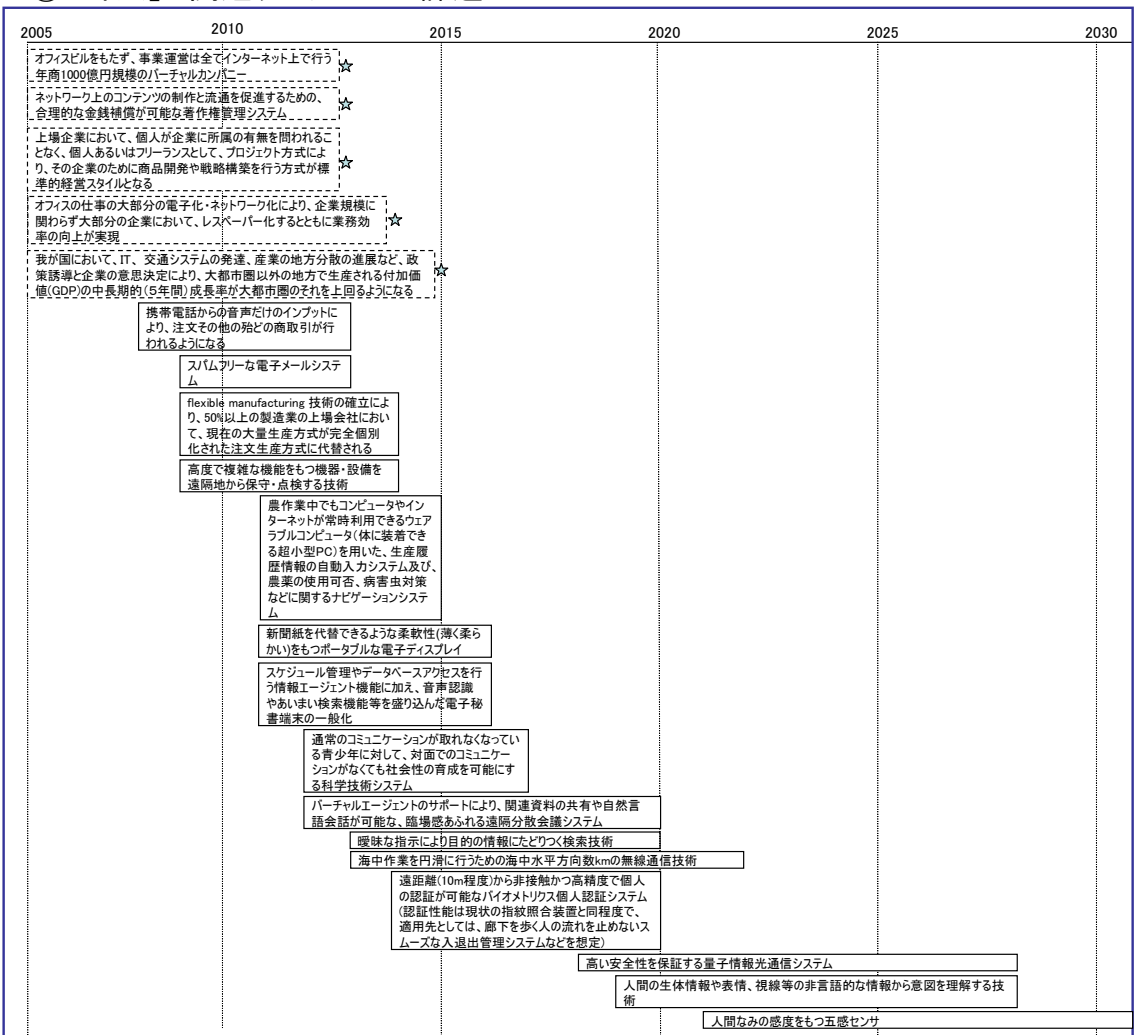 2005 2010 2015 2020 2025 2030
オフィスビルをもたず、事業運営は全てインターネット上で行う
年商1000億円規模のバーチャルカンパニー
ネットワーク上のコンテンツの制作と流通を促進するための、
合理的な金銭補償が可能な著作権管理システム
上場企業において、個人が企業に所属の有無を問われるこ
となく、個人あるいはフリーランスとして、プロジェクト方式によ
り、その企業のために商品開発や戦略構築を行う方式が標
準的経営スタイルとなる
オフィスの仕事の大部分の電子化・ネットワーク化により、企業規模に
関わらず大部分の企業において、レスペーパー化するとともに業務効
率の向上が実現
我が国において、IT、交通システムの発達、産業の地方分散の進展など、政
策誘導と企業の意思決定により、大都市圏以外の地方で生産される付加価
値(GDP)の中長期的(5年間)成長率が大都市圏のそれを上回るようになる
携帯電話からの音声だけのインプットに
より、注文その他の殆どの商取引が行
われるようになる
スパムフリーな電子メールシステ
ム
flexible manufacturing 技術の確立によ
り、50%以上の製造業の上場会社におい
て、現在の大量生産方式が完全個別
化された注文生産方式に代替される
高度で複雑な機能をもつ機器・設備を
遠隔地から保守・点検する技術
農作業中でもコンピュータやイン
ターネットが常時利用できるウェア
ラブルコンピュータ(体に装着でき
る超小型PC)を用いた、生産履
歴情報の自動入力システム及び、
農薬の使用可否、病害虫対策
などに関するナビゲーションシステ
ム
新聞紙を代替できるような柔軟性(薄く柔ら
かい)をもつポータブルな電子ディスプレイ
スケジュール管理やデータベースアクセスを行
う情報エージェント機能に加え、音声認識
やあいまい検索機能等を盛り込んだ電子秘
書端末の一般化
通常のコミュニケーションが取れなくなってい
る青少年に対して、対面でのコミュニケー
ションがなくても社会性の育成を可能にす
る科学技術システム
バーチャルエージェントのサポートにより、関連資料の共有や自然言
語会話が可能な、臨場感あふれる遠隔分散会議システム
曖昧な指示により目的の情報にたどりつく検索技術
海中作業を円滑に行うための海中水平方向数kmの無線通信技術
遠距離(10m程度)から非接触かつ高精度で個人
の認証が可能なバイオメトリクス個人認証システム
(認証性能は現状の指紋照合装置と同程度で、
適用先としては、廊下を歩く人の流れを止めないス
ムーズな入退出管理システムなどを想定)
高い安全性を保証する量子情報光通信システム
人間の生体情報や表情、視線等の非言語的な情報から意図を理解する技
術
人間なみの感度をもつ五感センサ